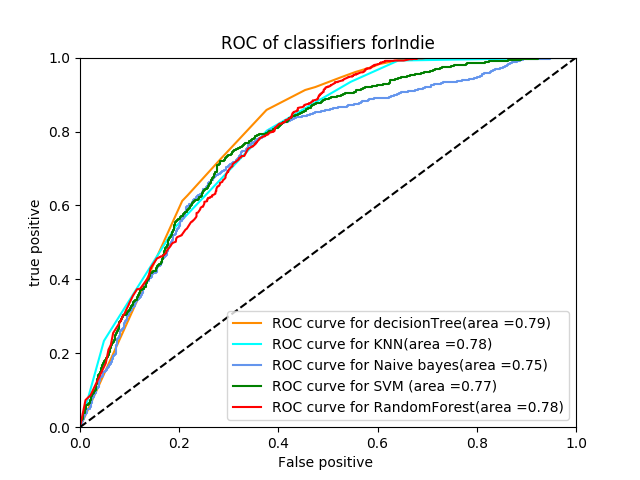 ROC of classifiers forIndie
1.0
0.8
0.6
0.4
0.2
0.0
true positive
ROC curve for decisionTree(area =0.79)
ROC curve for KNN(area =0.78)
ROC curve for Naive bayes(area =0.75)
ROC curve for SVM (area =0.77)
ROC curve for RandomForest(area =0.78)
0.0 0.2 0.4 0.6 0.8 1.0
False positive